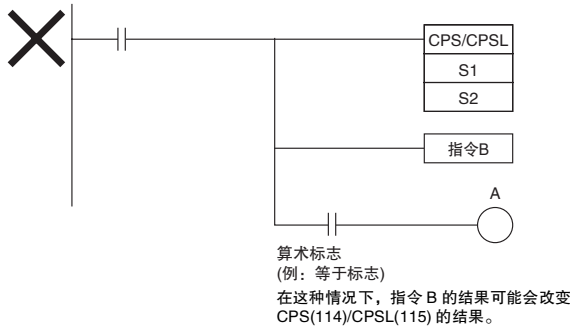 CPS/CPSL
S1
S2
指令B
A
算术标志
(例：等于标志)
在这种情况下，指令 B 的结果可能会改变
CPS(114)/CPSL(115) 的结果。